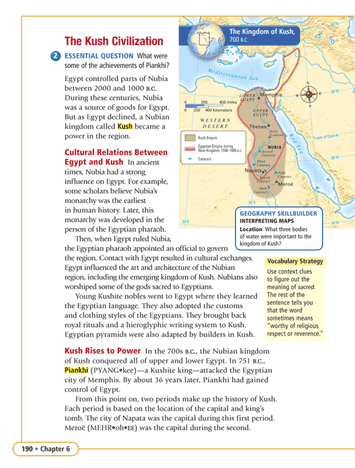 The Kush Civilization
2 ESSENTIAL QUESTION What were
some of the achievements of Piankhi?
Egypt controlled parts of Nubia
between 2000 and 1000 B.C.
During these centuries, Nubia
was a source of goods for Egypt.
But as Egypt declined, a Nubian
kingdom called Kush became a
power in the region.
Cultural Relations Between
Egypt and Kush In ancient
times, Nubia had a strong
influence on Egypt. For example,
some scholars believe Nubia's
monarchy was the earliest
in human history. Later, this
monarchy was developed in the
person of the Egyptian pharaoh.
Then, when Egypt ruled Nubia,
the Egyptian pharaoh appointed an official to govern
the region. Contact with Egypt resulted in cultural exchanges.
Egypt influenced the art and architecture of the Nubian
region, including the emerging kingdom of Kush. Nubians also
worshiped some of the gods sacred to Egyptians.
Young Kushite nobles went to Egypt where they learned
the Egyptian language. They also adopted the customs
and clothing styles of the Egyptians. They brought back
royal rituals and a hieroglyphic writing system to Kush.
Egyptian pyramids were also adapted by builders in Kush.
Kush Rises to Power In the 700s B.C., the Nubian kingdom
of Kush conquered all of upper and lower Egypt. In 751 B.C.,
Piankhi (PYANG•kee)—a Kushite king—attacked the Egyptian
city of Memphis. By about 36 years later, Piankhi had gained
control of Egypt.
From this point on, two periods make up the history of Kush.
Each period is based on the location of the capital and king's
tomb. The city of Napata was the capital during this first period.
Meroë (MEHR•oh•EE) was the capital during the second.
The Kingdom of Kush,
700 B.C.
Mediterranean Sea
LOWER
EGYPT
Memphis
0 200 400 miles
0 200 400 kilometers
UPPER
EGYPT
WESTERN
DESERT
Thebes
Tropic of Cancer
Kush Empire
Egyptian Empire during
New Kingdom, 1558–1085 B.C.
Cataract
NUBIA
Napata
Meroë
GEOGRAPHY SKILLBUILDER
INTERPRETING MAPS
Location What three bodies
of water were important to the
kingdom of Kush?
Vocabulary Strategy
Use context clues
to figure out the
meaning of sacred.
The rest of the
sentence tells you
that the word
sometimes means
"worthy of religious
respect or reverence."
190 • Chapter 6